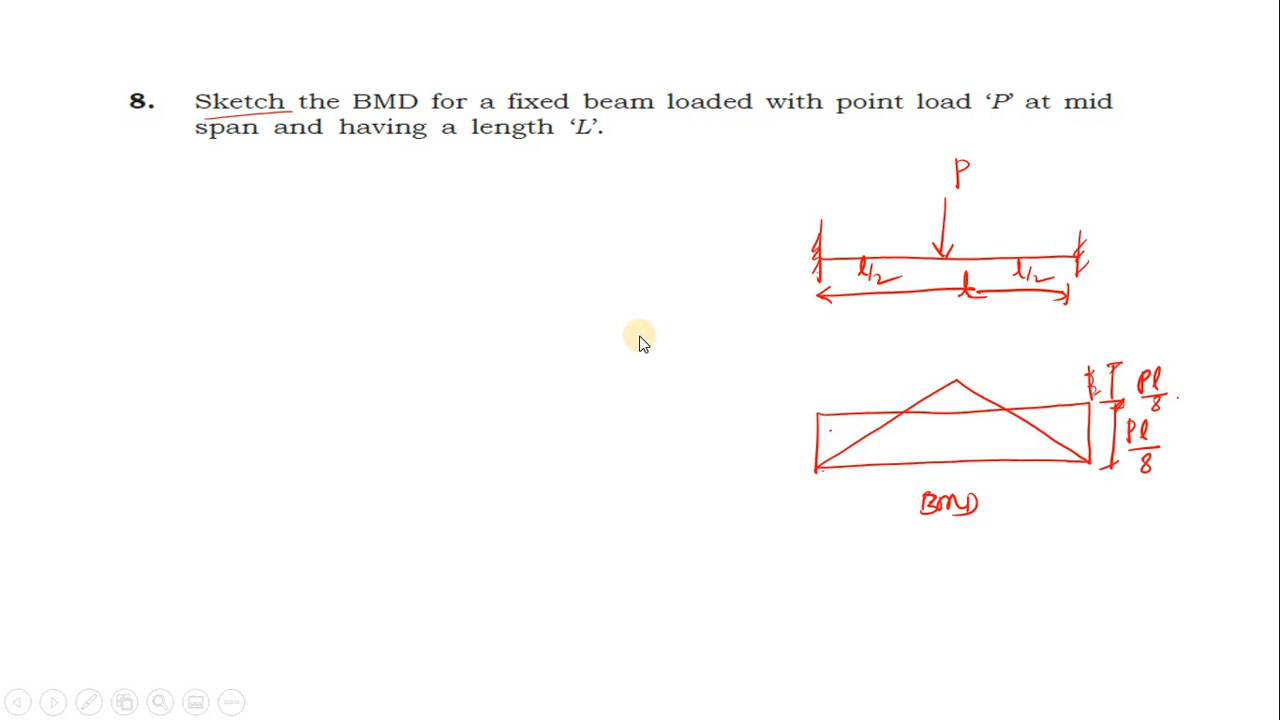 8. Sketch the BMD for a fixed beam loaded with point load ‘P’ at mid
span and having a length ‘L’.
P
l/2 l/2
l
Pl/8
Pl/8
BMD